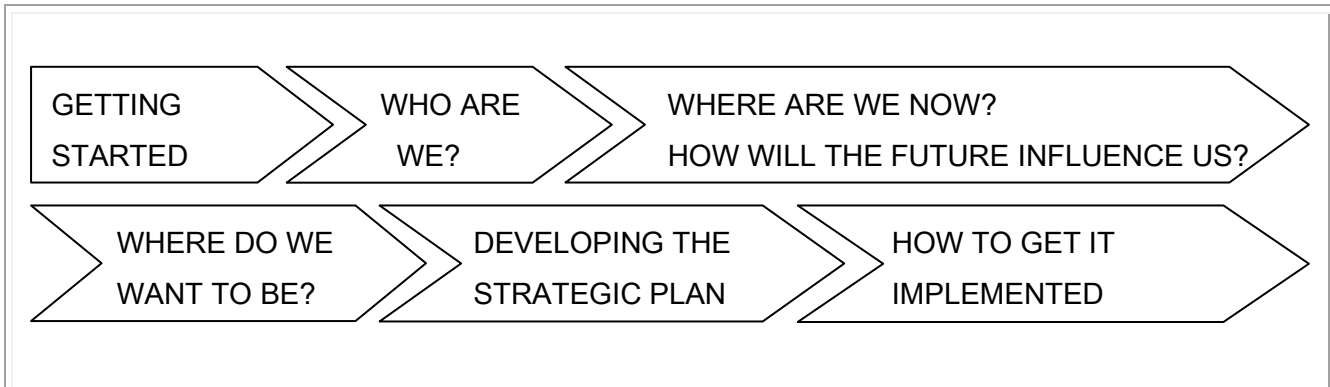 GETTING
STARTED
WHO ARE
WE?
WHERE ARE WE NOW?
HOW WILL THE FUTURE INFLUENCE US?
WHERE DO WE
WANT TO BE?
DEVELOPING THE
STRATEGIC PLAN
HOW TO GET IT
IMPLEMENTED